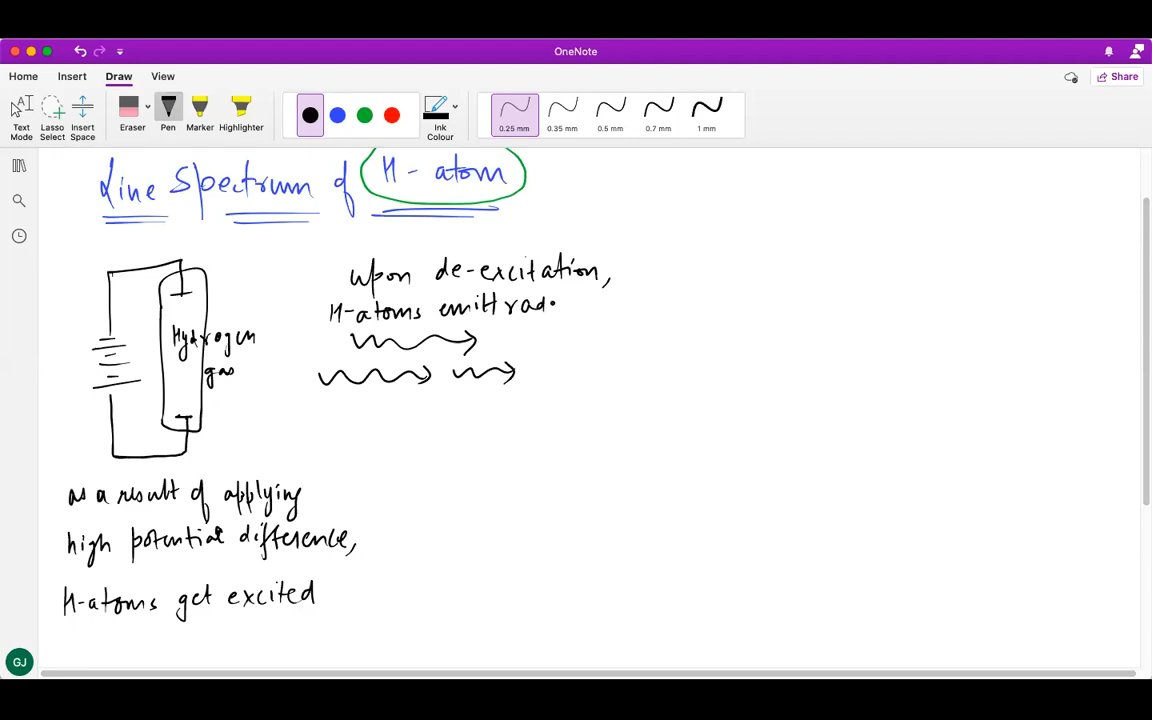 OneNote
Home Insert Draw View
Share
Text Mode
Lasso Select
Insert Space
Eraser
Pen
Marker
Highlighter
Ink Colour
0.25 mm
0.35 mm
0.5 mm
0.7 mm
1 mm
Line Spectrum of H-atom
upon de-excitation,
H-atoms emitt rad
Hydrogen
gas
as a result of applying
high potential difference,
H-atoms get excited
GJ